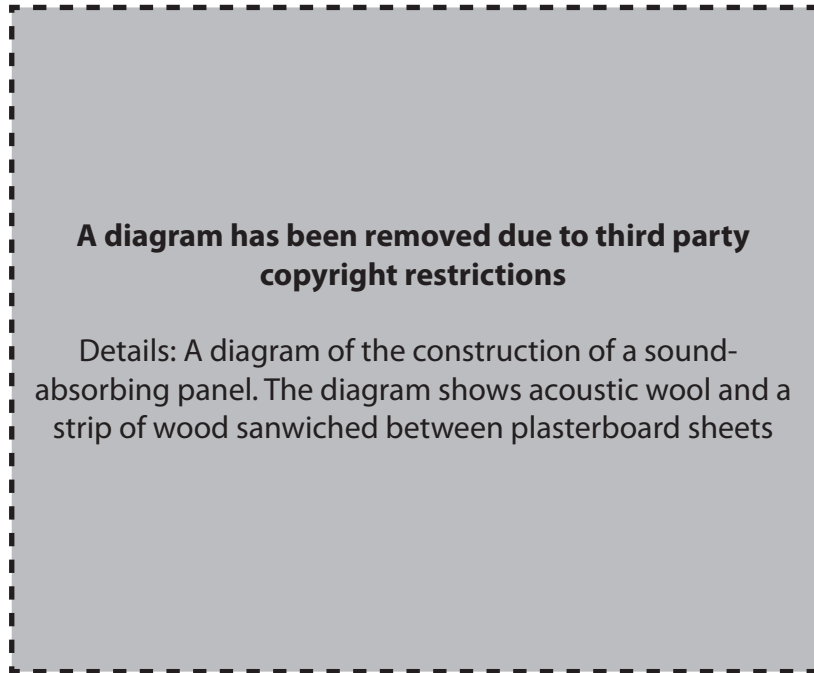 A diagram has been removed due to third party
copyright restrictions
Details: A diagram of the construction of a sound-
absorbing panel. The diagram shows acoustic wool and a
strip of wood sanwiched between plasterboard sheets